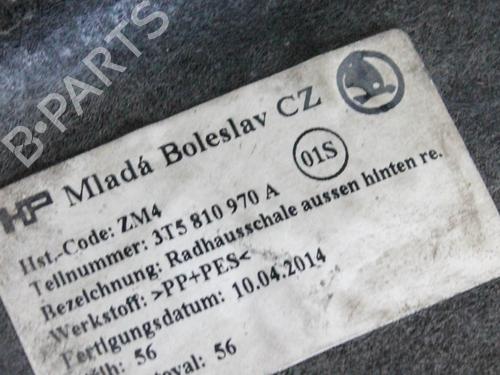 B-PARTS
HP Mladá Boleslav CZ
01S
Hst.-Code: ZM4
Teilnummer: 3T5 810 970 A
Bezeichnung: Radhausschale aussen hinten re.
Werkstoff: >PP+PES<
Fertigungsdatum: 10.04.2014
56
56